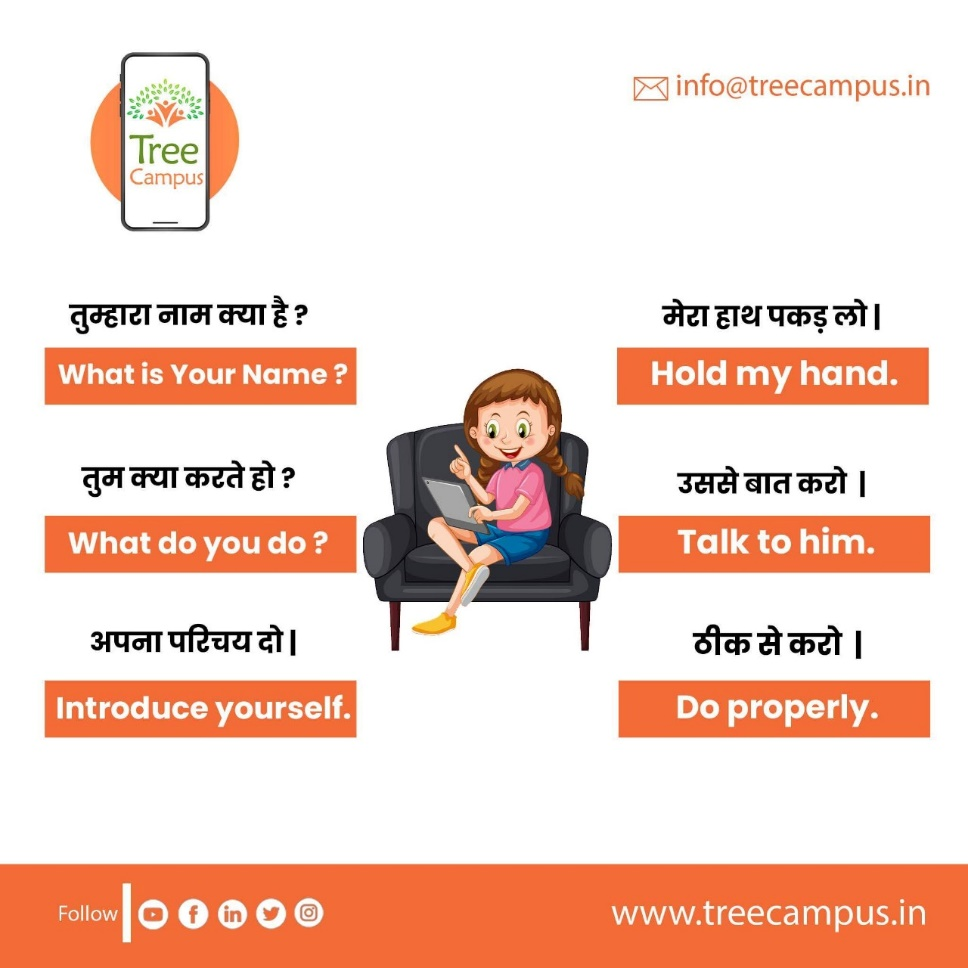 Tree
Campus
info@treecampus.in
तुम्हारा नाम क्या है ?
What is Your Name ?
तुम क्या करते हो ?
What do you do ?
अपना परिचय दो |
Introduce yourself.
मेरा हाथ पकड़ लो |
Hold my hand.
उससे बात करो |
Talk to him.
ठीक से करो |
Do properly.
Follow
www.treecampus.in